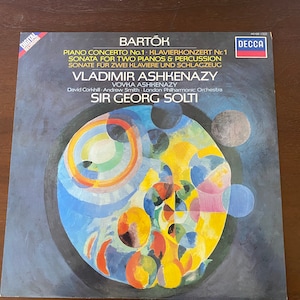 BARTÓK
PIANO CONCERTO No.1 · KLAVIERKONZERT Nr.1
SONATA FOR TWO PIANOS & PERCUSSION
SONATE FÜR ZWEI KLAVIERE UND SCHLAGZEUG
VLADIMIR ASHKENAZY
VOVKA ASHKENAZY
David Corkhill · Andrew Smith · London Philharmonic Orchestra
SIR GEORG SOLTI
DECCA